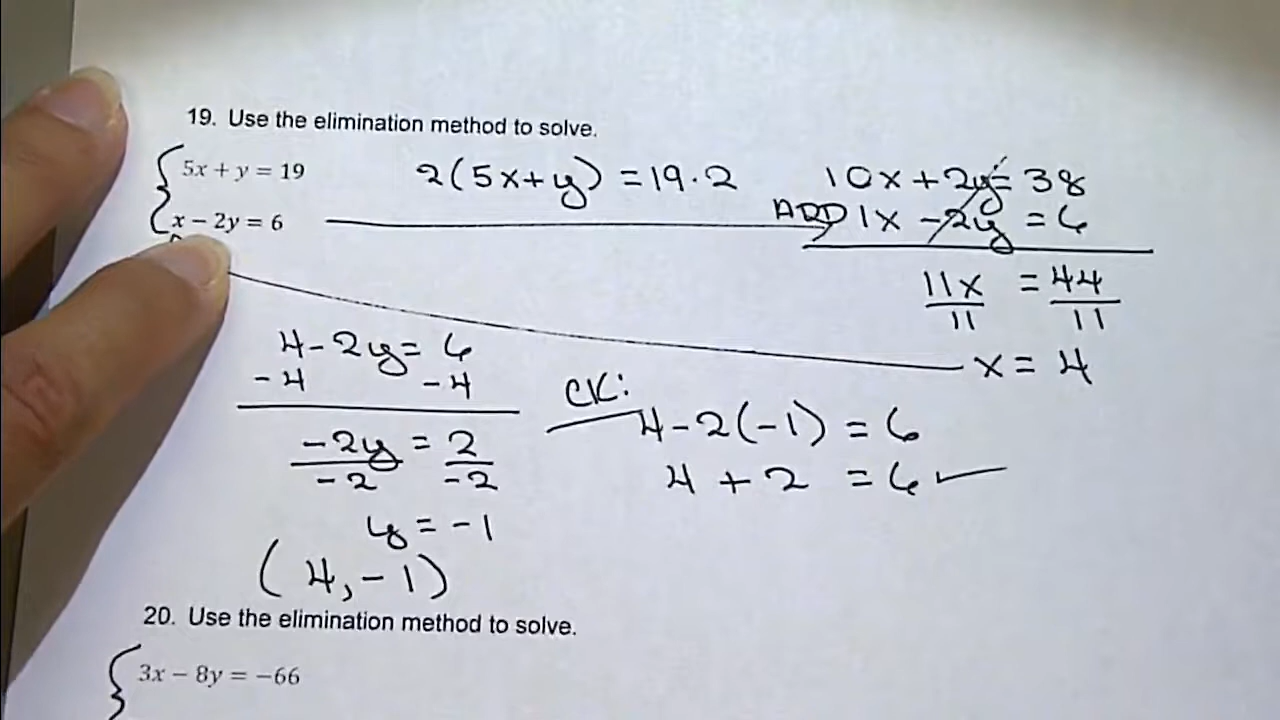 19. Use the elimination method to solve.
5x + y = 19
2(5x+y) = 19·2
10x + 2y = 38
x − 2y = 6
ADD 1x − 2y = 6
11x = 44
11 11
x = 4
4 - 2y = 6
-4 -4
-2y = 2
-2 -2
y = -1
(4, -1)
CK:
4 - 2(-1) = 6
4 + 2 = 6 ✓
20. Use the elimination method to solve.
3x − 8y = −66